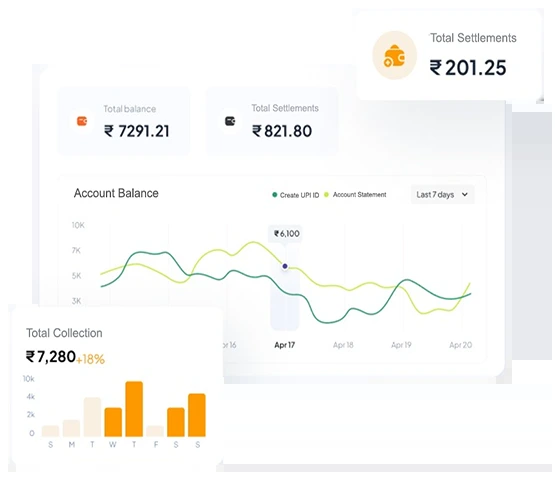 Total Settlements
₹201.25
Total balance
₹ 7291.21
Total Settlements
₹821.80
Account Balance
Create UPI ID
Account Statement
Last 7 days
10K
7K
5K
3K
₹6,100
16
Apr 17
Apr 18
Apr 19
Apr 20
Total Collection
₹7,280+18%
10k
4k
2k
0
S M T W T F S S